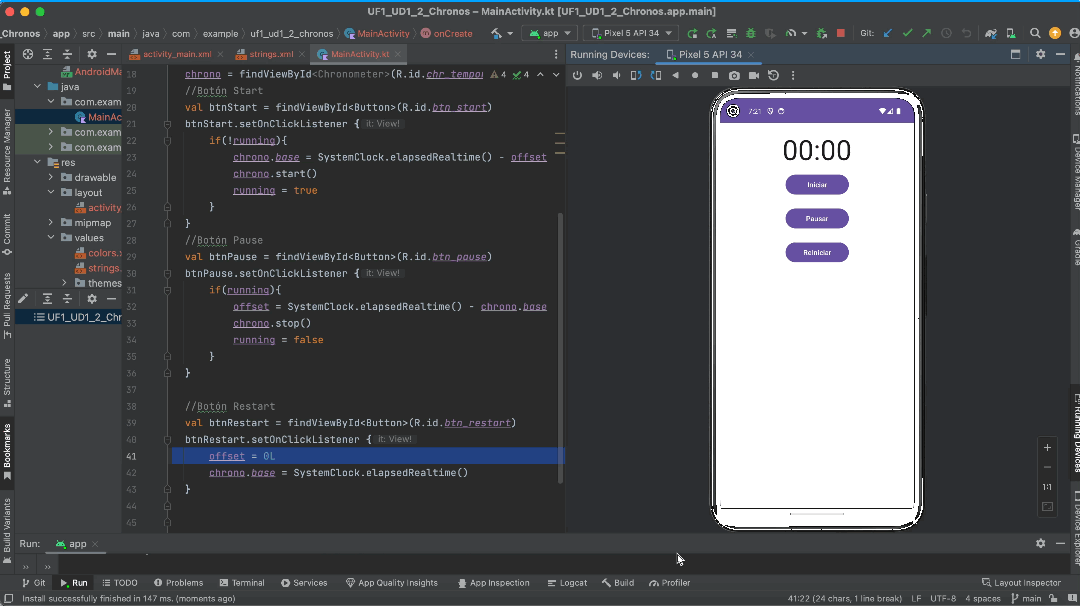 UF1_UD1_2_Chronos – MainActivity.kt [UF1_UD1_2_Chronos.app.main]
_Chronos app src main java com example uf1_ud1_2_chronos MainActivity onCreate app Pixel 5 API 34 Git:
Project activity_main.xml strings.xml MainActivity.kt Running Devices: Pixel 5 API 34
AndroidMa
java
com.exam
MainAc
com.exam
com.exam
res
drawable
layout
activity
mipmap
values
colors.
strings.
themes
UF1_UD1_2_Chr
Resource Manager
Commit
Pull Requests
Structure
Bookmarks
Build Variants
18 chrono = findViewById<Chronometer>(R.id.chr_tempor 4 4
19 //Botón Start
20 val btnStart = findViewById<Button>(R.id.btn_start)
21 btnStart.setOnClickListener { it: View!
22 if(!running){
23 chrono.base = SystemClock.elapsedRealtime() - offset
24 chrono.start()
25 running = true
26 }
27 }
28 //Botón Pause
29 val btnPause = findViewById<Button>(R.id.btn_pause)
30 btnPause.setOnClickListener { it: View!
31 if(running){
32 offset = SystemClock.elapsedRealtime() - chrono.base
33 chrono.stop()
34 running = false
35 }
36 }
37
38 //Botón Restart
39 val btnRestart = findViewById<Button>(R.id.btn_restart)
40 btnRestart.setOnClickListener { it: View!
41 offset = 0L
42 chrono.base = SystemClock.elapsedRealtime()
43 }
44
45
7:21
00:00
Iniciar
Pausar
Reiniciar
1:1
Notifications
Device Manager
Gradle
Running Devices
Device Explorer
Run: app
Git Run TODO Problems Terminal Services App Quality Insights App Inspection Logcat Build Profiler Layout Inspector
Install successfully finished in 147 ms. (moments ago) 41:22 (24 chars, 1 line break) LF UTF-8 4 spaces main